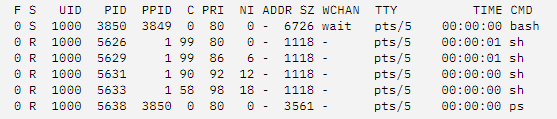 F S   UID   PID  PPID  C PRI  NI ADDR SZ WCHAN  TTY          TIME CMD
0 S  1000  3850  3849  0  80   0 -  6726 wait   pts/5    00:00:00 bash
0 R  1000  5626     1 99  80   0 -  1118 -      pts/5    00:00:01 sh
0 R  1000  5629     1 99  86   6 -  1118 -      pts/5    00:00:01 sh
0 R  1000  5631     1 90  92  12 -  1118 -      pts/5    00:00:00 sh
0 R  1000  5633     1 58  98  18 -  1118 -      pts/5    00:00:00 sh
0 R  1000  5638  3850  0  80   0 -  3561 -      pts/5    00:00:00 ps